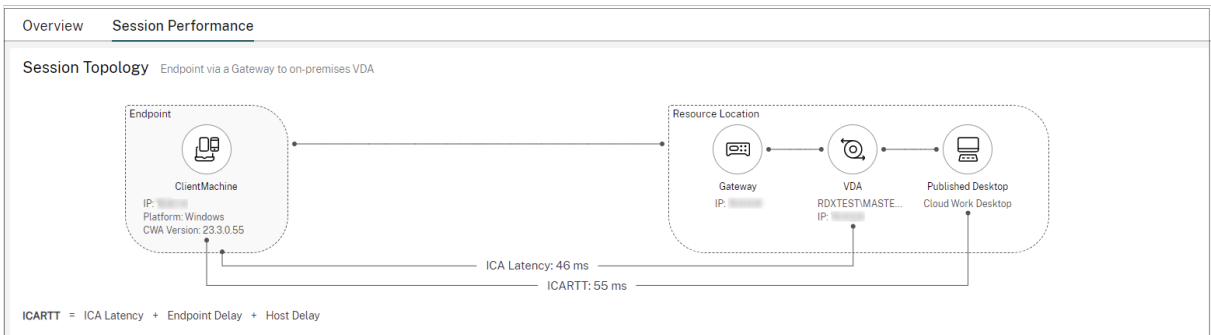 Overview Session Performance
Session Topology Endpoint via a Gateway to on-premises VDA
Endpoint
Resource Location
ClientMachine
IP:
Platform: Windows
CWA Version: 23.3.0.55
Gateway
IP:
VDA
RDXTEST\MASTE...
IP:
Published Desktop
Cloud Work Desktop
ICA Latency: 46 ms
ICARTT: 55 ms
ICARTT = ICA Latency + Endpoint Delay + Host Delay